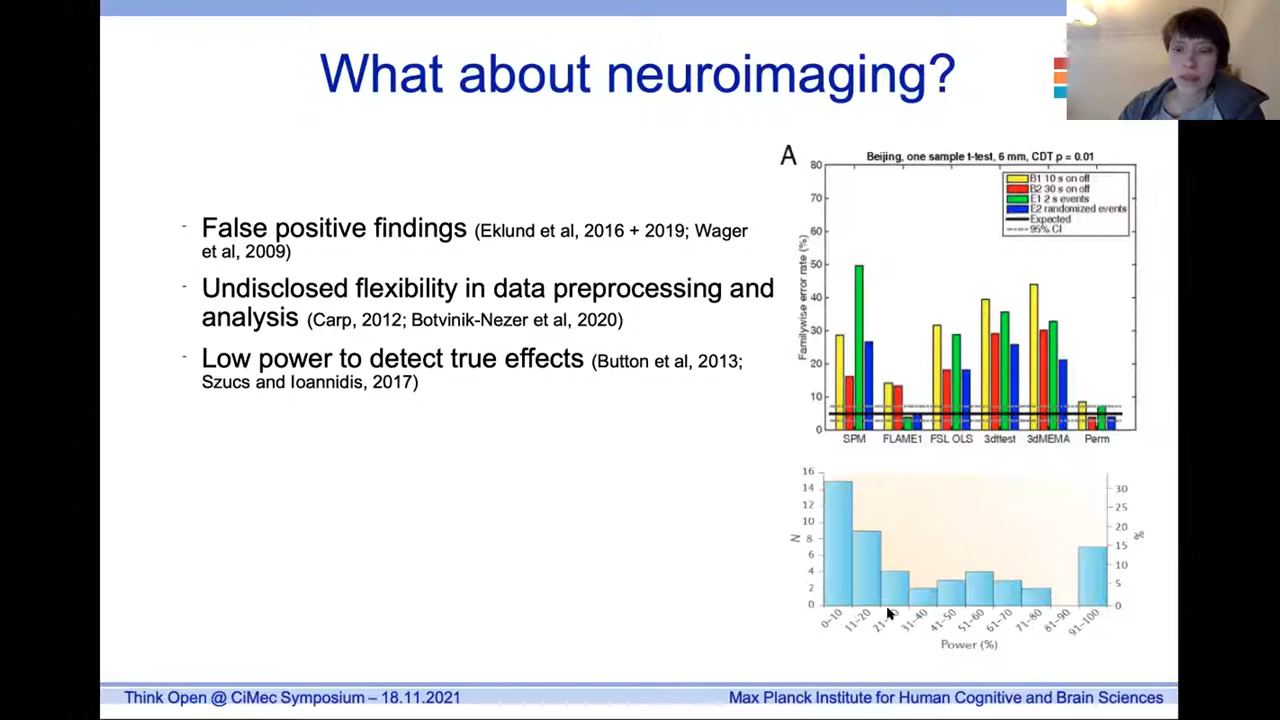 What about neuroimaging?
- False positive findings (Eklund et al, 2016 + 2019; Wager
et al, 2009)
- Undisclosed flexibility in data preprocessing and
analysis (Carp, 2012; Botvinik-Nezer et al, 2020)
- Low power to detect true effects (Button et al, 2013;
Szucs and Ioannidis, 2017)
A
Beijing, one sample t-test, 6 mm, CDT p = 0.01
B1 10 s on off
B2 30 s on off
E1 2 s events
E2 randomized events
Expected
95% CI
Familywise error rate (%)
80
70
60
50
40
30
20
10
0
SPM FLAME1 FSL OLS 3dttest 3dMEMA Perm
N
16
14
12
10
8
6
4
2
0
%
30
25
20
15
10
5
0
0–10 11–20 31–40 41–50 51–60 61–70 71–80 81–90 91–100
Power (%)
Think Open @ CiMec Symposium – 18.11.2021
Max Planck Institute for Human Cognitive and Brain Sciences